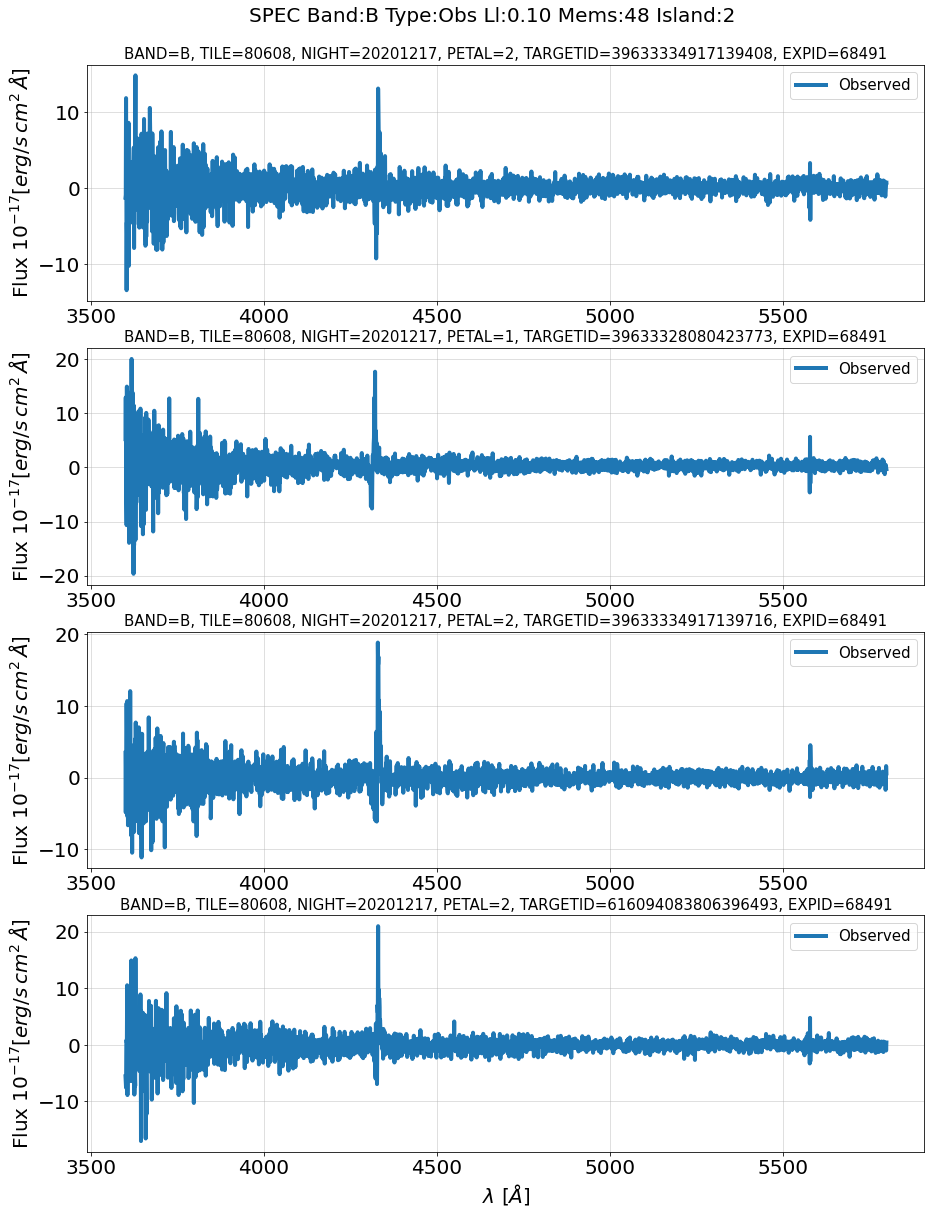 SPEC Band:B Type:Obs Ll:0.10 Mems:48 Island:2
BAND=B, TILE=80608, NIGHT=20201217, PETAL=2, TARGETID=39633334917139408, EXPID=68491
Observed
Flux 10^{-17}[erg/s cm^2 Å]
10
0
−10
3500 4000 4500 5000 5500
BAND=B, TILE=80608, NIGHT=20201217, PETAL=1, TARGETID=39633328080423773, EXPID=68491
Observed
Flux 10^{-17}[erg/s cm^2 Å]
20
10
0
−10
−20
3500 4000 4500 5000 5500
BAND=B, TILE=80608, NIGHT=20201217, PETAL=2, TARGETID=39633334917139716, EXPID=68491
Observed
Flux 10^{-17}[erg/s cm^2 Å]
20
10
0
−10
3500 4000 4500 5000 5500
BAND=B, TILE=80608, NIGHT=20201217, PETAL=2, TARGETID=616094083806396493, EXPID=68491
Observed
Flux 10^{-17}[erg/s cm^2 Å]
20
10
0
−10
3500 4000 4500 5000 5500
λ [Å]